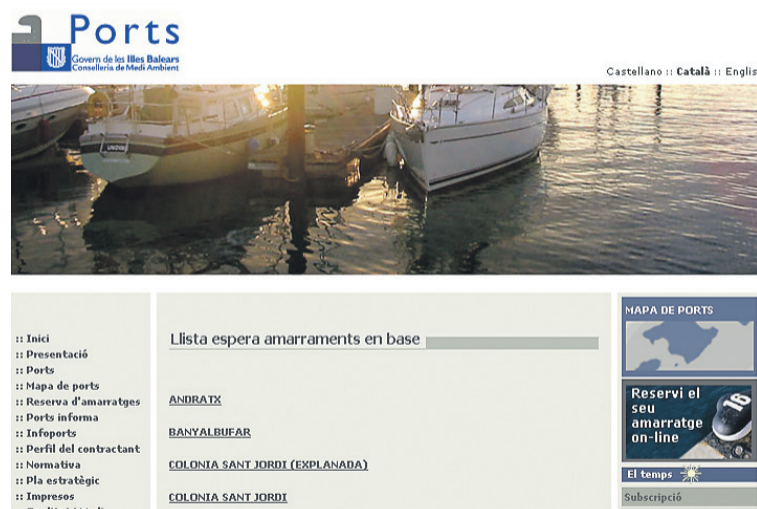 Ports
Govern de les Illes Balears
Conselleria de Medi Ambient
Castellano :: Català :: Englis
:: Inici
:: Presentació
:: Ports
:: Mapa de ports
:: Reserva d'amarratges
:: Ports informa
:: Infoports
:: Perfil del contractant
:: Normativa
:: Pla estratègic
:: Impresos
Llista espera amarraments en base
ANDRATX
BANYALBUFAR
COLONIA SANT JORDI (EXPLANADA)
COLONIA SANT JORDI
MAPA DE PORTS
Reservi el
seu
amarratge
on-line
16
El temps
Subscripció